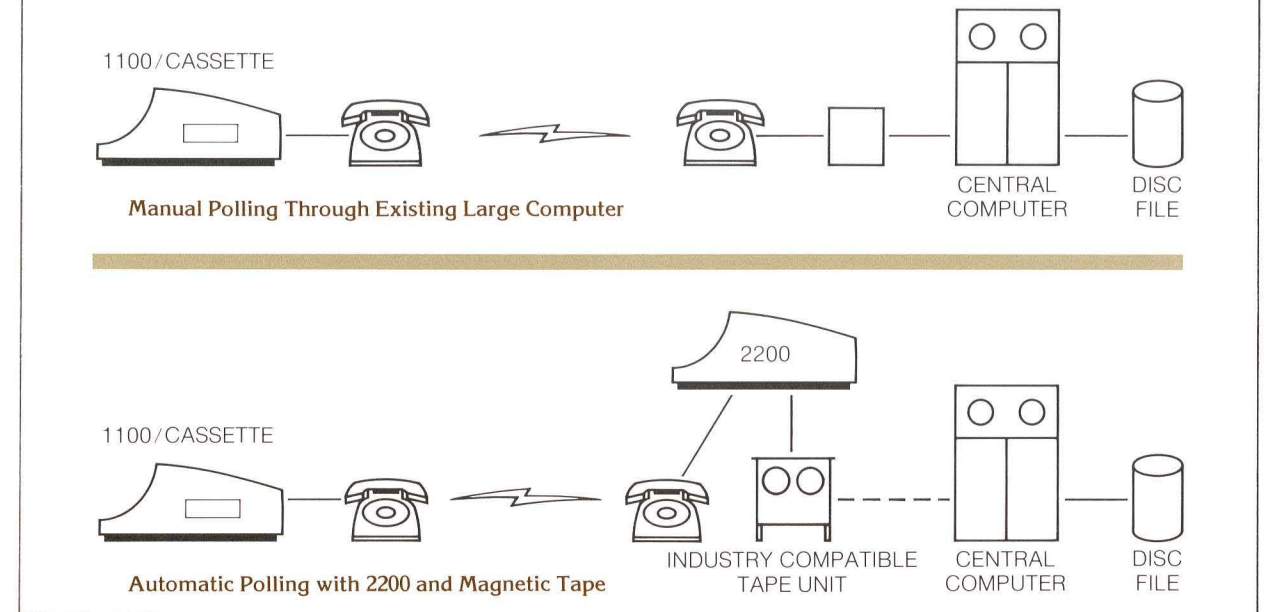 1100/CASSETTE
CENTRAL
COMPUTER
DISC
FILE
Manual Polling Through Existing Large Computer
2200
1100/CASSETTE
INDUSTRY COMPATIBLE
TAPE UNIT
CENTRAL
COMPUTER
DISC
FILE
Automatic Polling with 2200 and Magnetic Tape